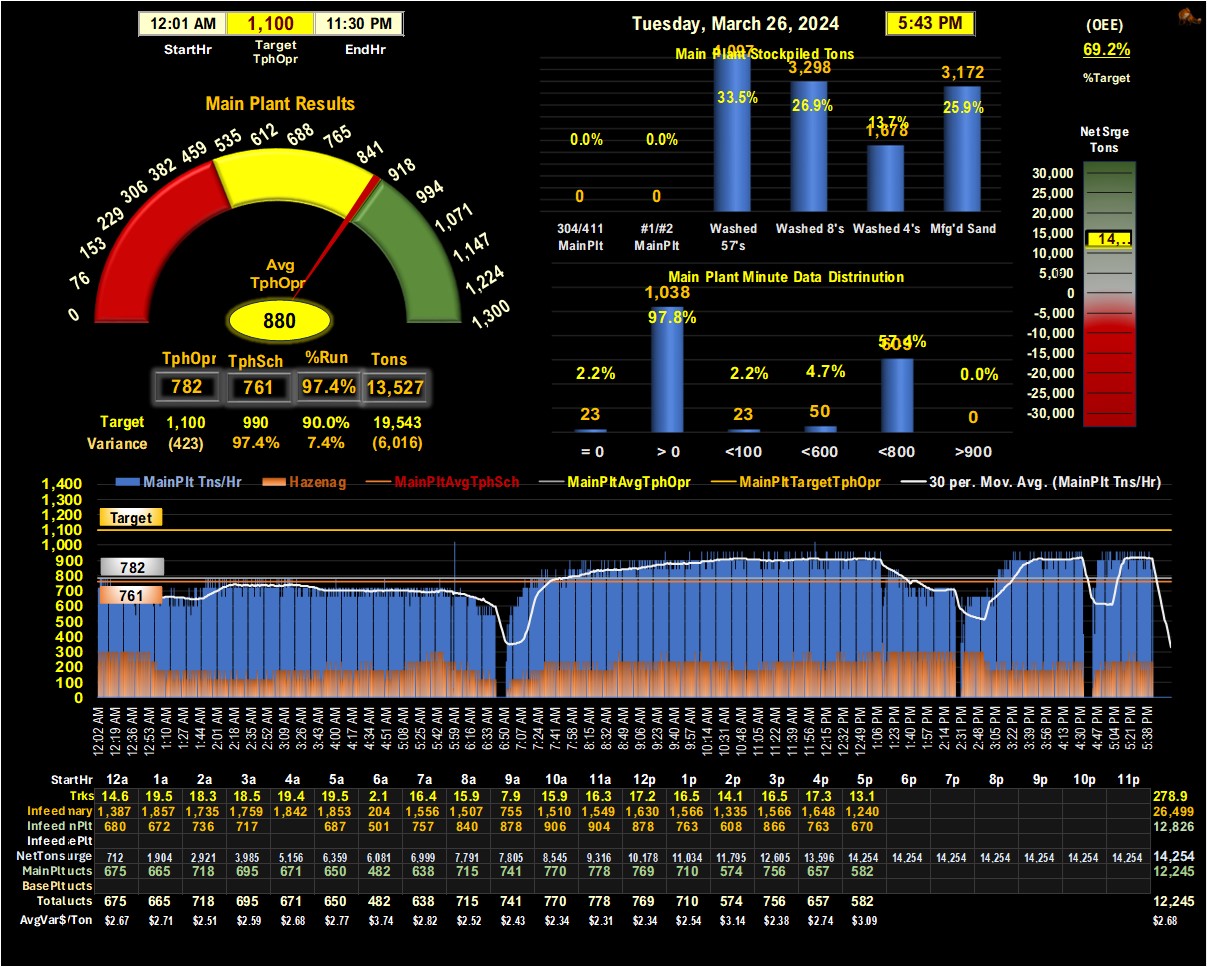 12:01 AM 1,100 11:30 PM
StartHr Target TphOpr EndHr
Tuesday, March 26, 2024 5:43 PM
(OEE)
69.2%
%Target
Main Plant Results
0 76 153 229 306 382 459 535 612 688 765 841 918 994 1,071 1,147 1,224 1,300
Avg
TphOpr
880
TphOpr TphSch %Run Tons
782 761 97.4% 13,527
Target 1,100 990 90.0% 19,543
Variance (423) 97.4% 7.4% (6,016)
Main Plant Stockpiled Tons
4,097 3,298 1,678 3,172
0.0% 0.0% 33.5% 26.9% 13.7% 25.9%
0 0
304/411 MainPlt #1/#2 MainPlt Washed 57's Washed 8's Washed 4's Mfg'd Sand
Main Plant Minute Data Distrinution
2.2% 97.8% 2.2% 4.7% 57.4% 0.0%
23 1,038 23 50 609 0
= 0 > 0 <100 <600 <800 >900
NetSrge
Tons
30,000
25,000
20,000
15,000
14,..
10,000
5,000
0
-5,000
-10,000
-15,000
-20,000
-25,000
-30,000
MainPlt Tns/Hr Hazenag MainPltAvgTphSch MainPltAvgTphOpr MainPltTargetTphOpr 30 per. Mov. Avg. (MainPlt Tns/Hr)
1,400
1,300
1,200
1,100
1,000
900
800
700
600
500
400
300
200
100
0
Target
782
761
12:02 AM 12:19 AM 12:36 AM 12:53 AM 1:10 AM 1:27 AM 1:44 AM 2:01 AM 2:18 AM 2:35 AM 2:52 AM 3:09 AM 3:26 AM 3:43 AM 4:00 AM 4:17 AM 4:34 AM 4:51 AM 5:08 AM 5:25 AM 5:42 AM 5:59 AM 6:16 AM 6:33 AM 6:50 AM 7:07 AM 7:24 AM 7:41 AM 7:58 AM 8:15 AM 8:32 AM 8:49 AM 9:06 AM 9:23 AM 9:40 AM 9:57 AM 10:14 AM 10:31 AM 10:48 AM 11:05 AM 11:22 AM 11:39 AM 11:56 AM 12:15 PM 12:32 PM 12:49 PM 1:06 PM 1:23 PM 1:40 PM 1:57 PM 2:14 PM 2:31 PM 2:48 PM 3:05 PM 3:22 PM 3:39 PM 3:56 PM 4:13 PM 4:30 PM 4:47 PM 5:04 PM 5:21 PM 5:38 PM
StartHr 12a 1a 2a 3a 4a 5a 6a 7a 8a 9a 10a 11a 12p 1p 2p 3p 4p 5p 6p 7p 8p 9p 10p 11p
Trks 14.6 19.5 18.3 18.5 19.4 19.5 2.1 16.4 15.9 7.9 15.9 16.3 17.2 16.5 14.1 16.5 17.3 13.1 278.9
Infeed nary 1,387 1,857 1,735 1,759 1,842 1,853 204 1,556 1,507 755 1,510 1,549 1,630 1,566 1,335 1,566 1,648 1,240 26,499
Infeed nPlt 680 672 736 717 687 501 757 840 878 906 904 878 763 608 866 763 670 12,826
Infeed ePlt
NetTons urge 712 1,904 2,921 3,985 5,156 6,359 6,081 6,999 7,791 7,805 8,545 9,316 10,178 11,034 11,795 12,605 13,596 14,254 14,254 14,254 14,254 14,254 14,254 14,254 14,254
MainPlt ucts 675 665 718 695 671 650 482 638 715 741 770 778 769 710 574 756 657 582 12,245
BasePlt ucts
Total ucts 675 665 718 695 671 650 482 638 715 741 770 778 769 710 574 756 657 582 12,245
AvgVar$/Ton $2.67 $2.71 $2.51 $2.59 $2.68 $2.77 $3.74 $2.82 $2.52 $2.43 $2.34 $2.31 $2.34 $2.54 $3.14 $2.38 $2.74 $3.09 $2.68